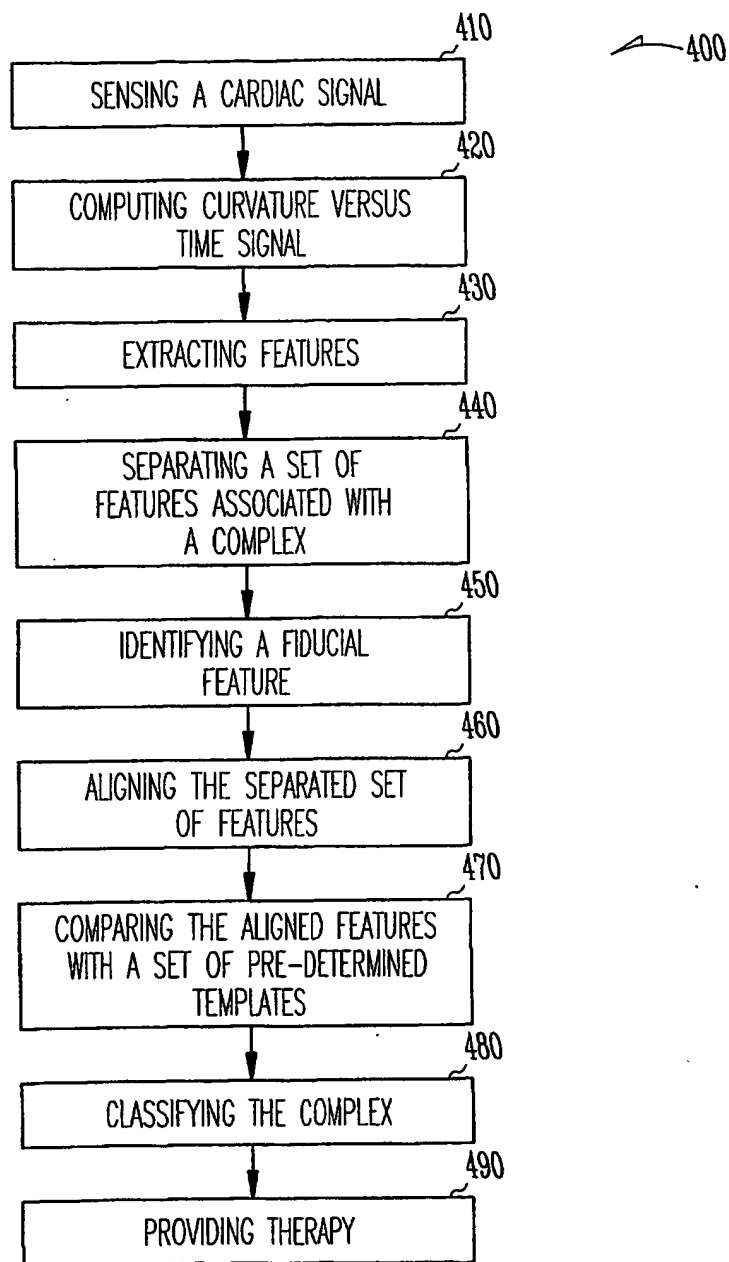 410
400
SENSING A CARDIAC SIGNAL
420
COMPUTING CURVATURE VERSUS
TIME SIGNAL
430
EXTRACTING FEATURES
440
SEPARATING A SET OF
FEATURES ASSOCIATED WITH
A COMPLEX
450
IDENTIFYING A FIDUCIAL
FEATURE
460
ALIGNING THE SEPARATED SET
OF FEATURES
470
COMPARING THE ALIGNED FEATURES
WITH A SET OF PRE-DETERMINED
TEMPLATES
480
CLASSIFYING THE COMPLEX
490
PROVIDING THERAPY